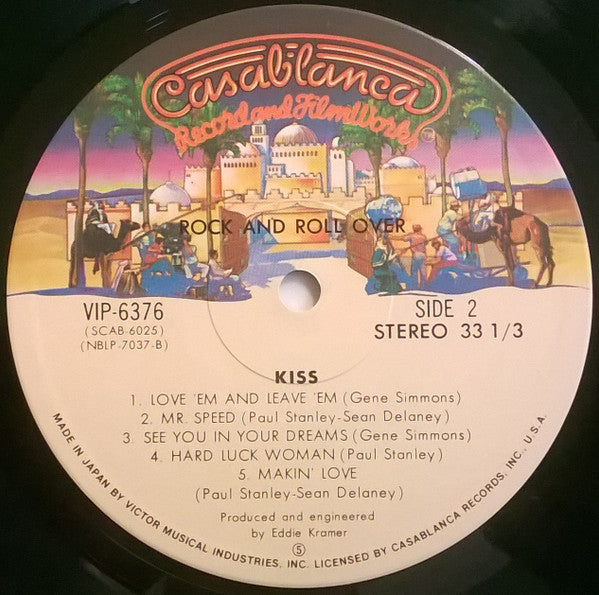 Casablanca
Record and FilmWorks
ROCK AND ROLL OVER
VIP-6376
(SCAB-6025)
(NBLP-7037-B)
SIDE 2
STEREO 33 1/3
KISS
1. LOVE 'EM AND LEAVE 'EM (Gene Simmons)
2. MR. SPEED (Paul Stanley-Sean Delaney)
3. SEE YOU IN YOUR DREAMS (Gene Simmons)
4. HARD LUCK WOMAN (Paul Stanley)
5. MAKIN' LOVE
(Paul Stanley-Sean Delaney)
Produced and engineered
by Eddie Kramer
⑤
MADE IN JAPAN BY VICTOR MUSICAL INDUSTRIES, INC. LICENSED BY CASABLANCA RECORDS, INC., U.S.A.